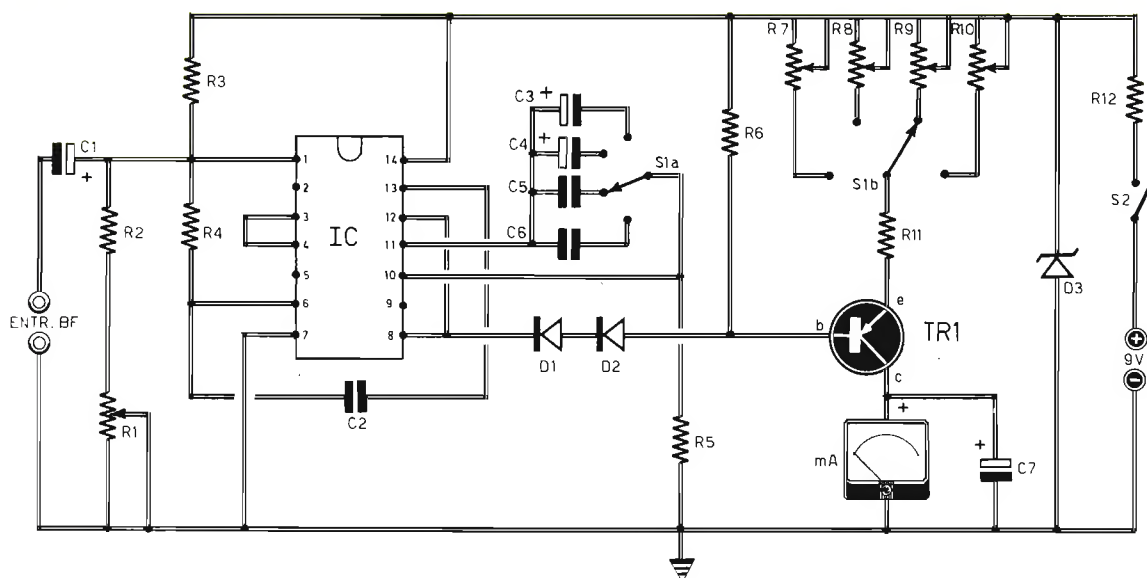 R3
C1
+
R2
R4
ENTR. BF
R1
IC
1
2
3
4
5
6
7
14
13
12
11
10
9
8
C2
C3
+
C4
+
C5
C6
S1a
R5
R6
D1
D2
R7
R8
R9
R10
S1b
R11
b
e
c
TR1
+
mA
+
C7
D3
R12
S2
+
9V
-